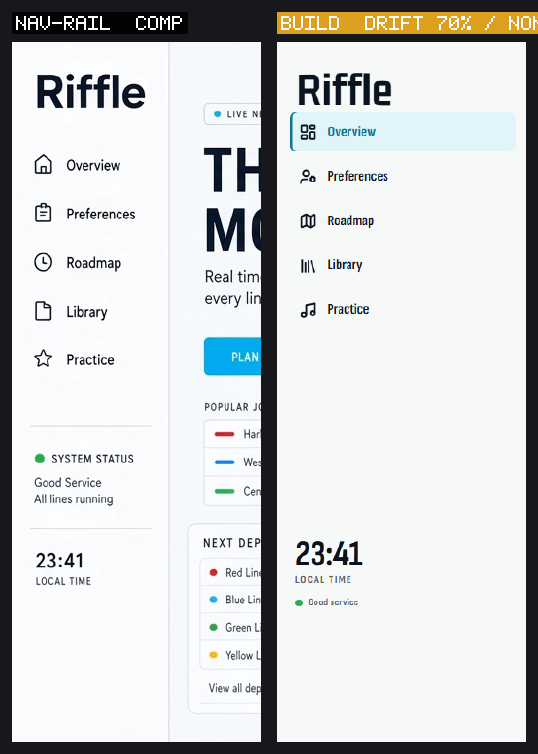 NAV-RAIL COMP
Riffle
Overview
Preferences
Roadmap
Library
Practice
SYSTEM STATUS
Good Service
All lines running
23:41
LOCAL TIME
LIVE
TH
MO
Real time
every lin
PLAN
POPULAR JO
Harl
Wes
Cen
NEXT DEP
Red Line
Blue Lin
Green Li
Yellow L
View all dep
BUILD DRIFT 70% / NON
Riffle
Overview
Preferences
Roadmap
Library
Practice
23:41
LOCAL TIME
Good service